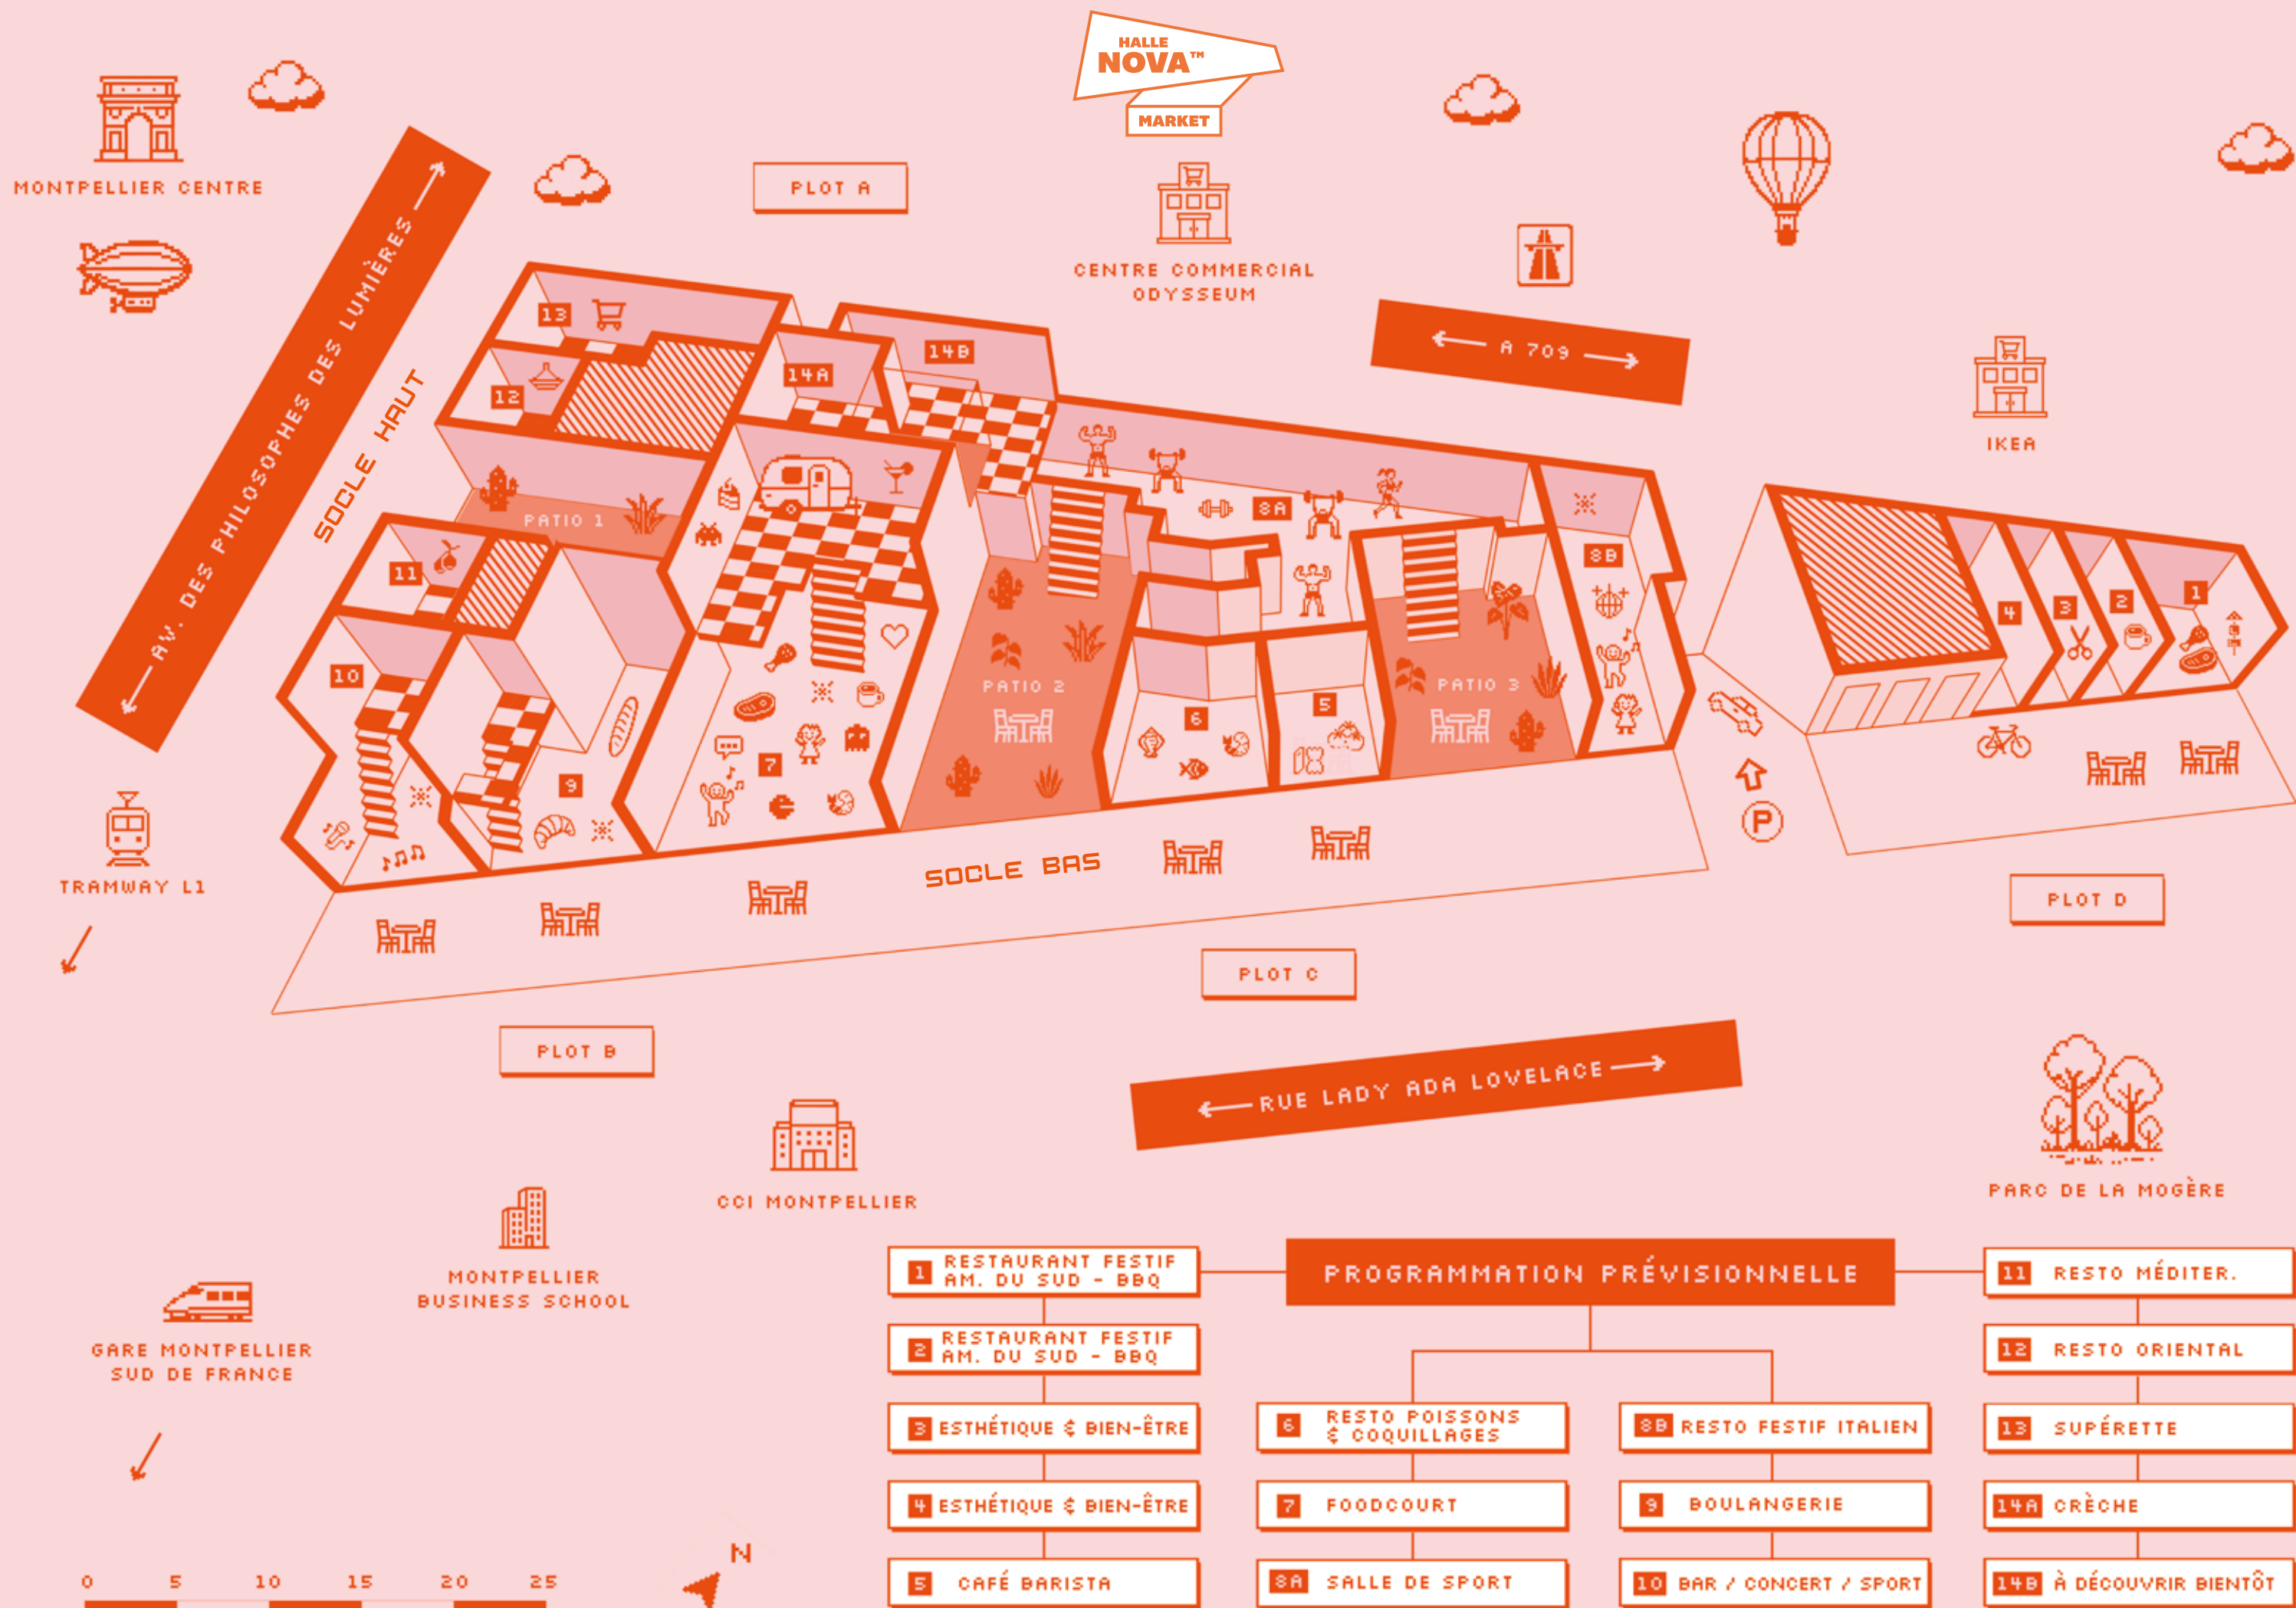 HALLE
NOVA™
MARKET
MONTPELLIER CENTRE
AV. DES PHILOSOPHES DES LUMIÈRES
SOCLE HAUT
PLOT A
CENTRE COMMERCIAL
ODYSSEUM
A 709
IKEA
13
12
14A
14B
PATIO 1
11
10
9
7
PATIO 2
8A
6
5
PATIO 3
8B
4
3
2
1
P
SOCLE BAS
TRAMWAY L1
PLOT D
PLOT C
PLOT B
RUE LADY ADA LOVELACE
CCI MONTPELLIER
PARC DE LA MOGÈRE
MONTPELLIER
BUSINESS SCHOOL
GARE MONTPELLIER
SUD DE FRANCE
PROGRAMMATION PRÉVISIONNELLE
1 RESTAURANT FESTIF
AM. DU SUD - BBQ
2 RESTAURANT FESTIF
AM. DU SUD - BBQ
3 ESTHÉTIQUE & BIEN-ÊTRE
4 ESTHÉTIQUE & BIEN-ÊTRE
5 CAFÉ BARISTA
6 RESTO POISSONS
& COQUILLAGES
7 FOODCOURT
8A SALLE DE SPORT
8B RESTO FESTIF ITALIEN
9 BOULANGERIE
10 BAR / CONCERT / SPORT
11 RESTO MÉDITER.
12 RESTO ORIENTAL
13 SUPÉRETTE
14A CRÈCHE
14B À DÉCOUVRIR BIENTÔT
N
0 5 10 15 20 25